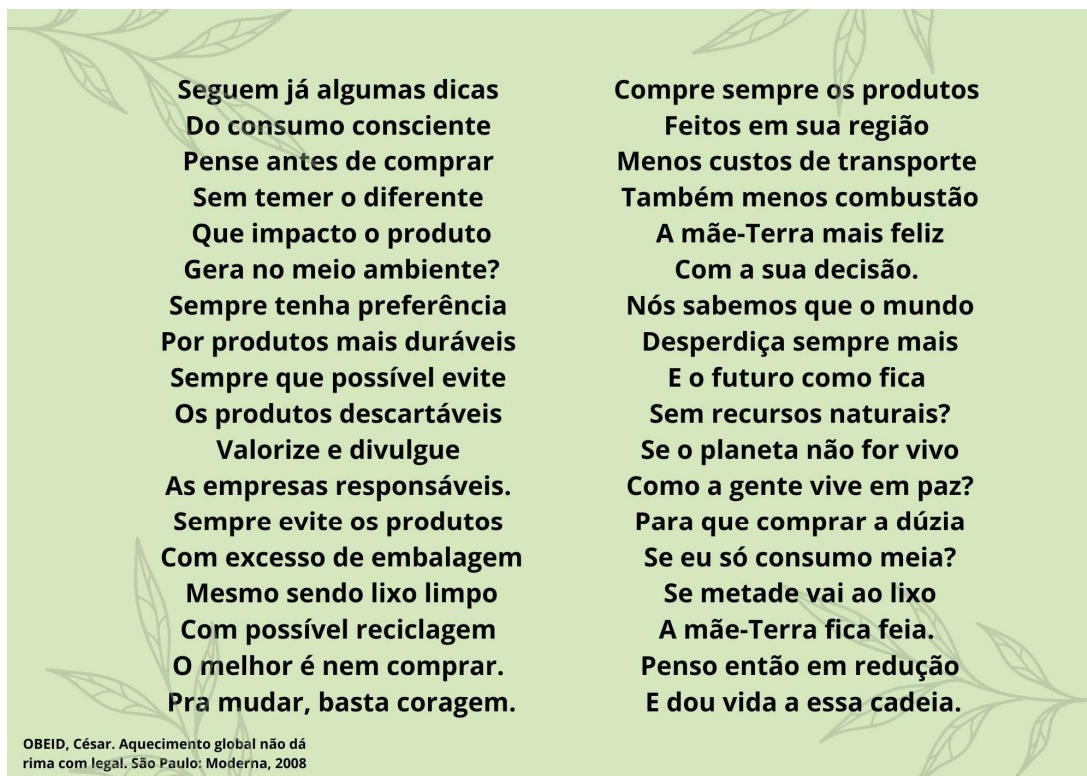 Seguem já algumas dicas
Do consumo consciente
Pense antes de comprar
Sem temer o diferente
Que impacto o produto
Gera no meio ambiente?
Sempre tenha preferência
Por produtos mais duráveis
Sempre que possível evite
Os produtos descartáveis
Valorize e divulgue
As empresas responsáveis.
Sempre evite os produtos
Com excesso de embalagem
Mesmo sendo lixo limpo
Com possível reciclagem
O melhor é nem comprar.
Pra mudar, basta coragem.
Compre sempre os produtos
Feitos em sua região
Menos custos de transporte
Também menos combustão
A mãe-Terra mais feliz
Com a sua decisão.
Nós sabemos que o mundo
Desperdiça sempre mais
E o futuro como fica
Sem recursos naturais?
Se o planeta não for vivo
Como a gente vive em paz?
Para que comprar a dúzia
Se eu só consumo meia?
Se metade vai ao lixo
A mãe-Terra fica feia.
Penso então em redução
E dou vida a essa cadeia.
OBEID, César. Aquecimento global não dá
rima com legal. São Paulo: Moderna, 2008